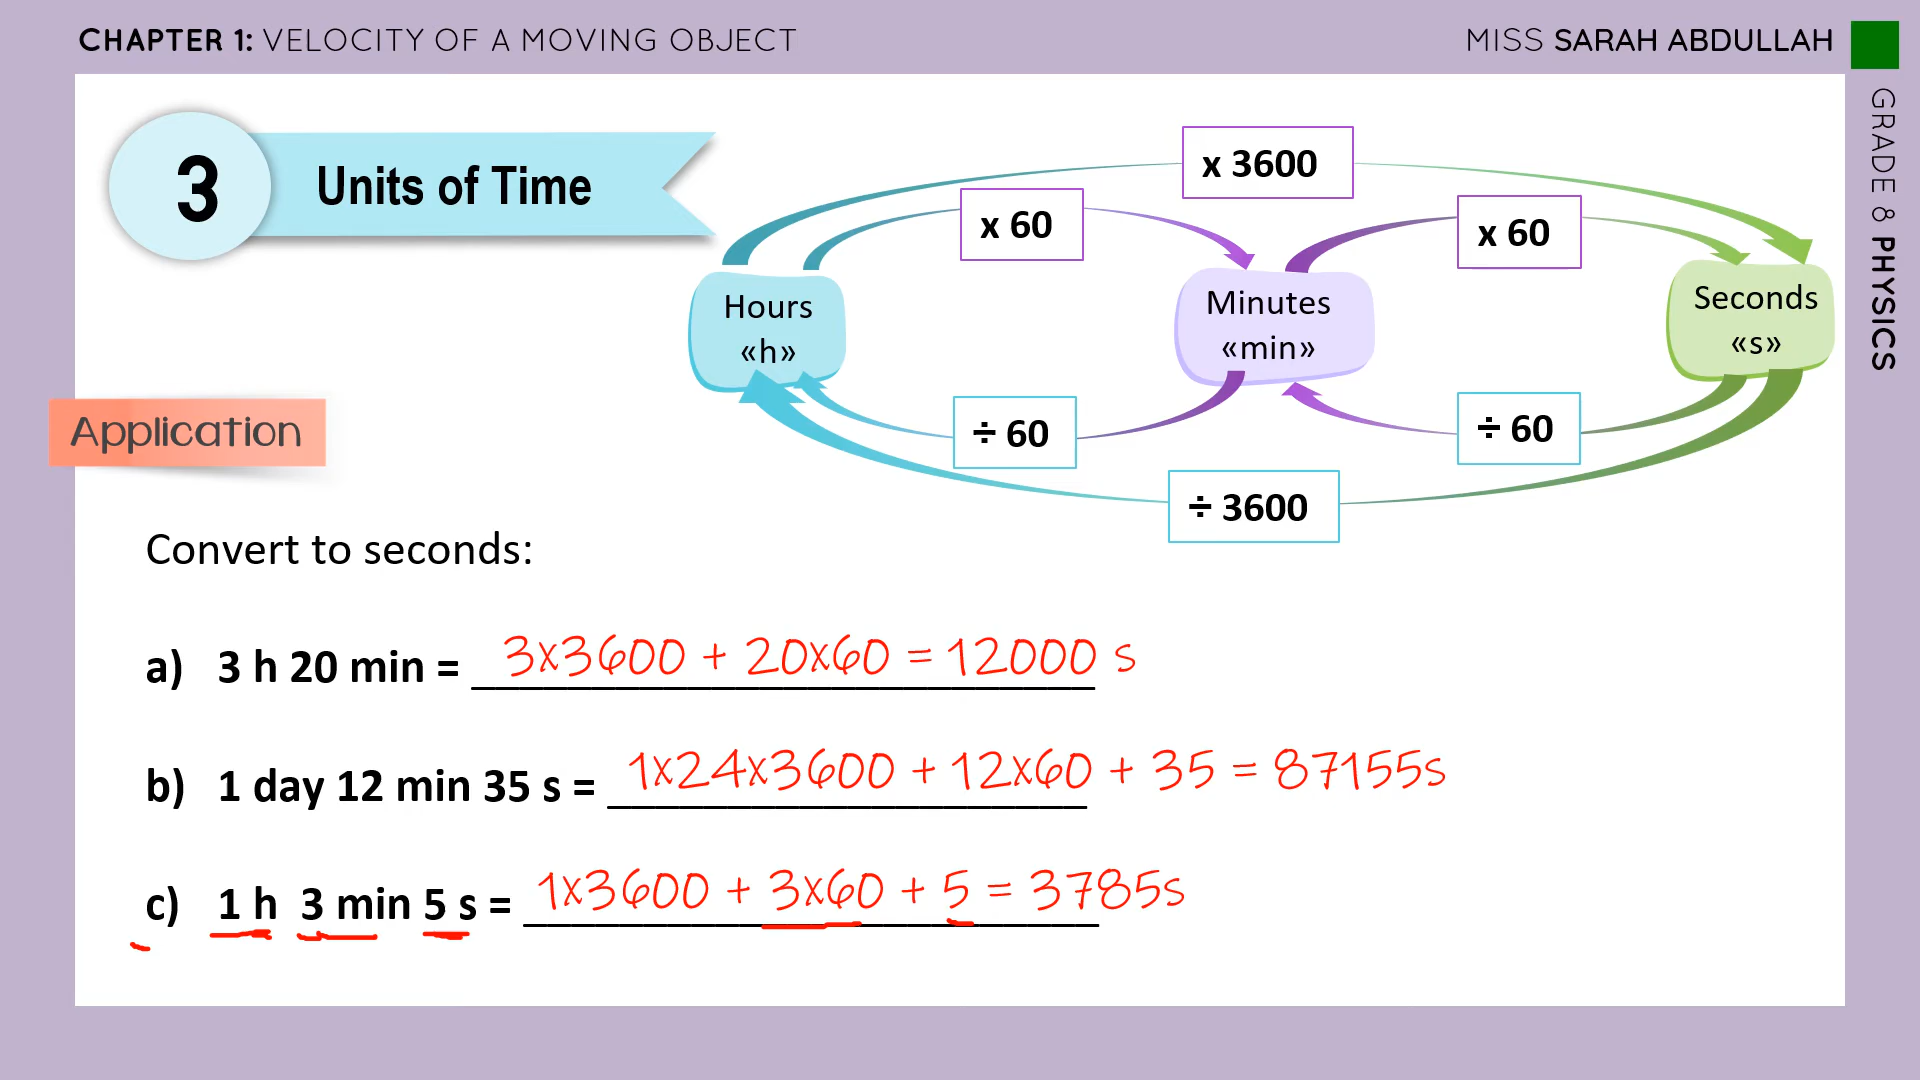 CHAPTER 1: VELOCITY OF A MOVING OBJECT
MISS SARAH ABDULLAH
GRADE 8 PHYSICS
3
Units of Time
x 3600
x 60
x 60
Hours
«h»
Minutes
«min»
Seconds
«s»
÷ 60
÷ 60
÷ 3600
Application
Convert to seconds:
a) 3 h 20 min = 3x3600 + 20x60 = 12000 s
b) 1 day 12 min 35 s = 1x24x3600 + 12x60 + 35 = 87155s
c) 1 h 3 min 5 s = 1x3600 + 3x60 + 5 = 3785s